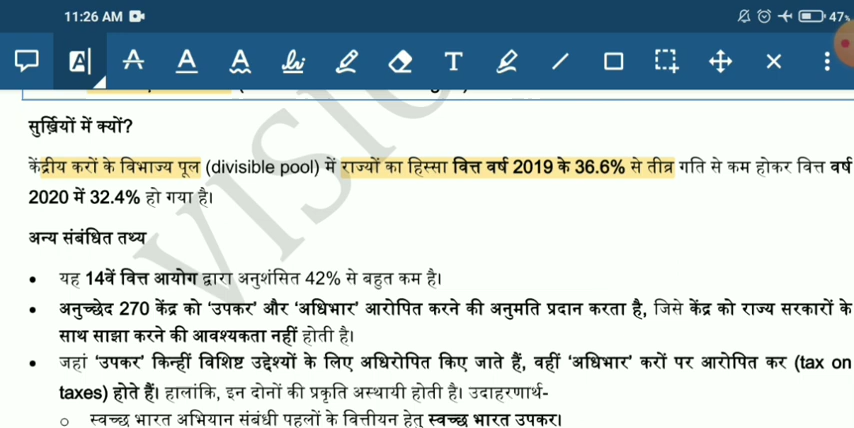 11:26 AM
47%
T
सुर्ख़ियों में क्यों?
केंद्रीय करों के विभाज्य पूल (divisible pool) में राज्यों का हिस्सा वित्त वर्ष 2019 के 36.6% से तीव्र गति से कम होकर वित्त वर्ष
2020 में 32.4% हो गया है।
अन्य संबंधित तथ्य
• यह 14वें वित्त आयोग द्वारा अनुशंसित 42% से बहुत कम है।
• अनुच्छेद 270 केंद्र को ‘उपकर’ और ‘अधिभार’ आरोपित करने की अनुमति प्रदान करता है, जिसे केंद्र को राज्य सरकारों के
साथ साझा करने की आवश्यकता नहीं होती है।
• जहां ‘उपकर’ किन्हीं विशिष्ट उद्देश्यों के लिए अधिरोपित किए जाते हैं, वहीं ‘अधिभार’ करों पर आरोपित कर (tax on
taxes) होते हैं। हालांकि, इन दोनों की प्रकृति अस्थायी होती है। उदाहरणार्थ-
o स्वच्छ भारत अभियान संबंधी पहलों के वित्तीयन हेतु स्वच्छ भारत उपकर।
VISI